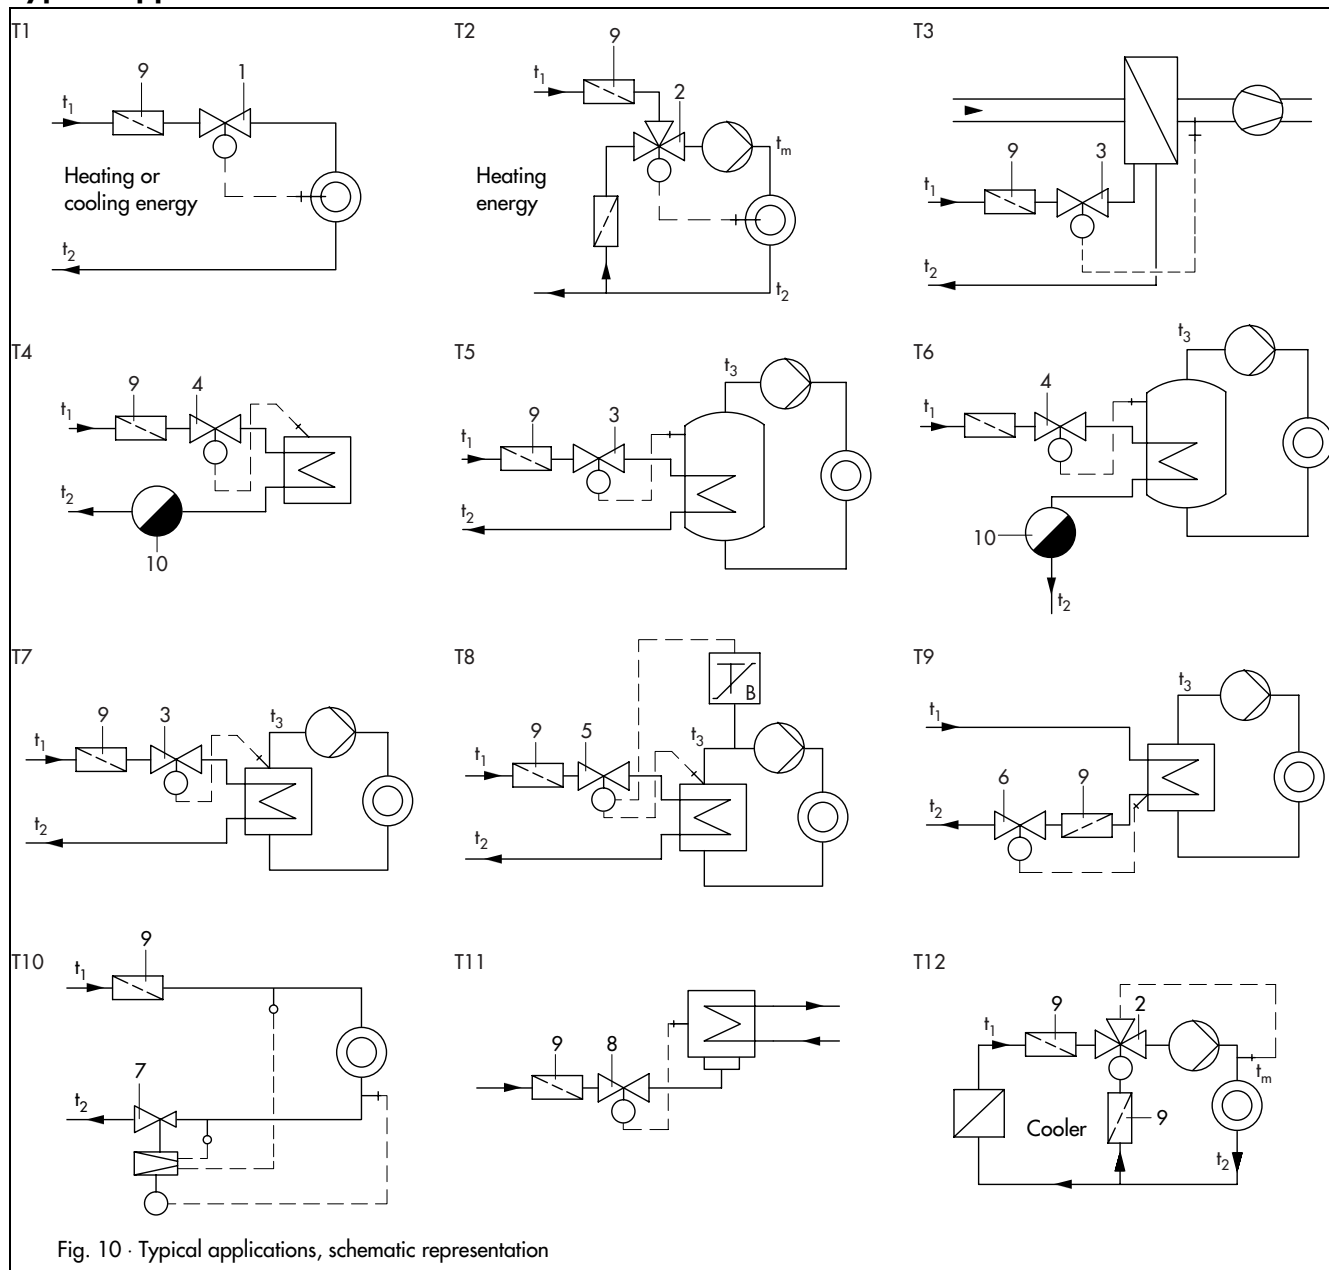 T1
9
1
t1
Heating or
cooling energy
t2
T2
9
t1
2
tm
Heating
energy
t2
T3
9
3
t1
t2
T4
9
4
t1
t2
10
T5
t3
9
3
t1
t2
T6
t3
4
t1
10
t2
T7
9
3
t3
t1
t2
T8
B
9
5
t3
t1
t2
T9
t3
t1
6
9
t2
T10
9
t1
7
t2
T11
9
8
T12
9
2
t1
tm
Cooler
9
t2
Fig. 10 · Typical applications, schematic representation